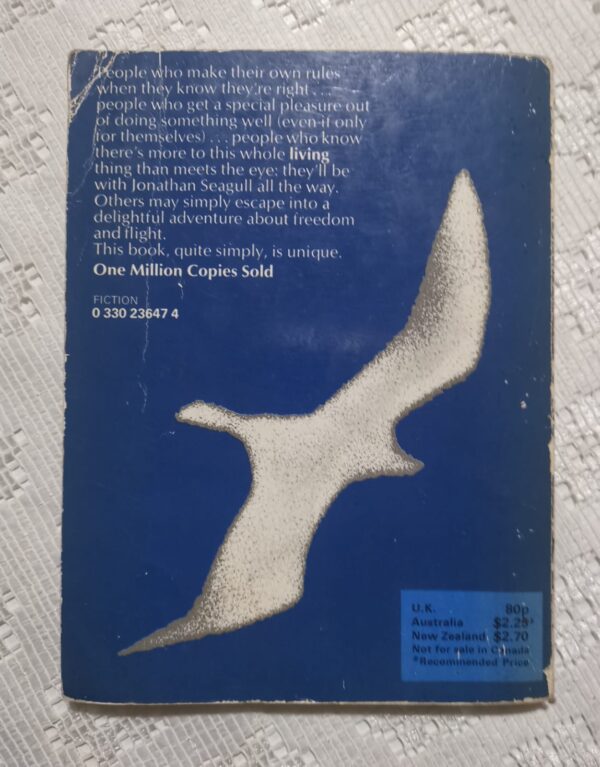 People who make their own rules
when they know they're right ...
people who get a special pleasure out
of doing something well (even if only
for themselves) ... people who know
there's more to this whole living
thing than meets the eye: they'll be
with Jonathan Seagull all the way.
Others may simply escape into a
delightful adventure about freedom
and flight.
This book, quite simply, is unique.
One Million Copies Sold
FICTION
0 330 23647 4
U.K. 80p
Australia $2.25*
New Zealand $2.70
Not for sale in Canada
*Recommended Price